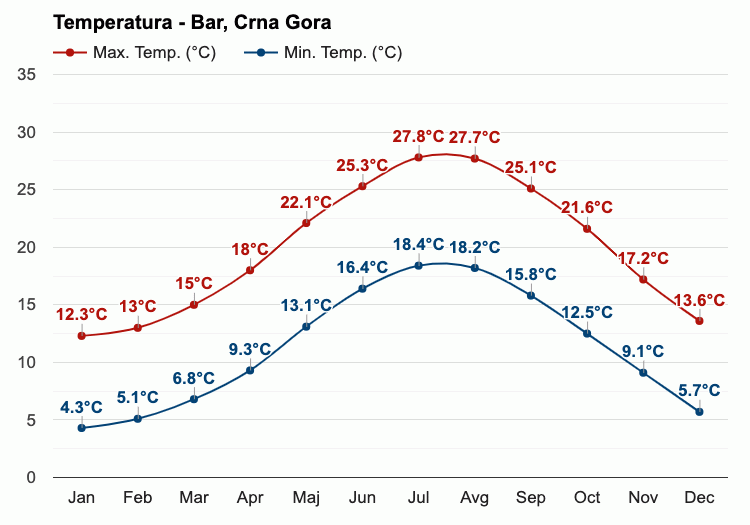 Temperatura - Bar, Crna Gora
Max. Temp. (°C) Min. Temp. (°C)
35
30
25
20
15
10
5
0
12.3°C 13°C 15°C 18°C 22.1°C 25.3°C 27.8°C 27.7°C 25.1°C 21.6°C 17.2°C 13.6°C
4.3°C 5.1°C 6.8°C 9.3°C 13.1°C 16.4°C 18.4°C 18.2°C 15.8°C 12.5°C 9.1°C 5.7°C
Jan Feb Mar Apr Maj Jun Jul Avg Sep Oct Nov Dec